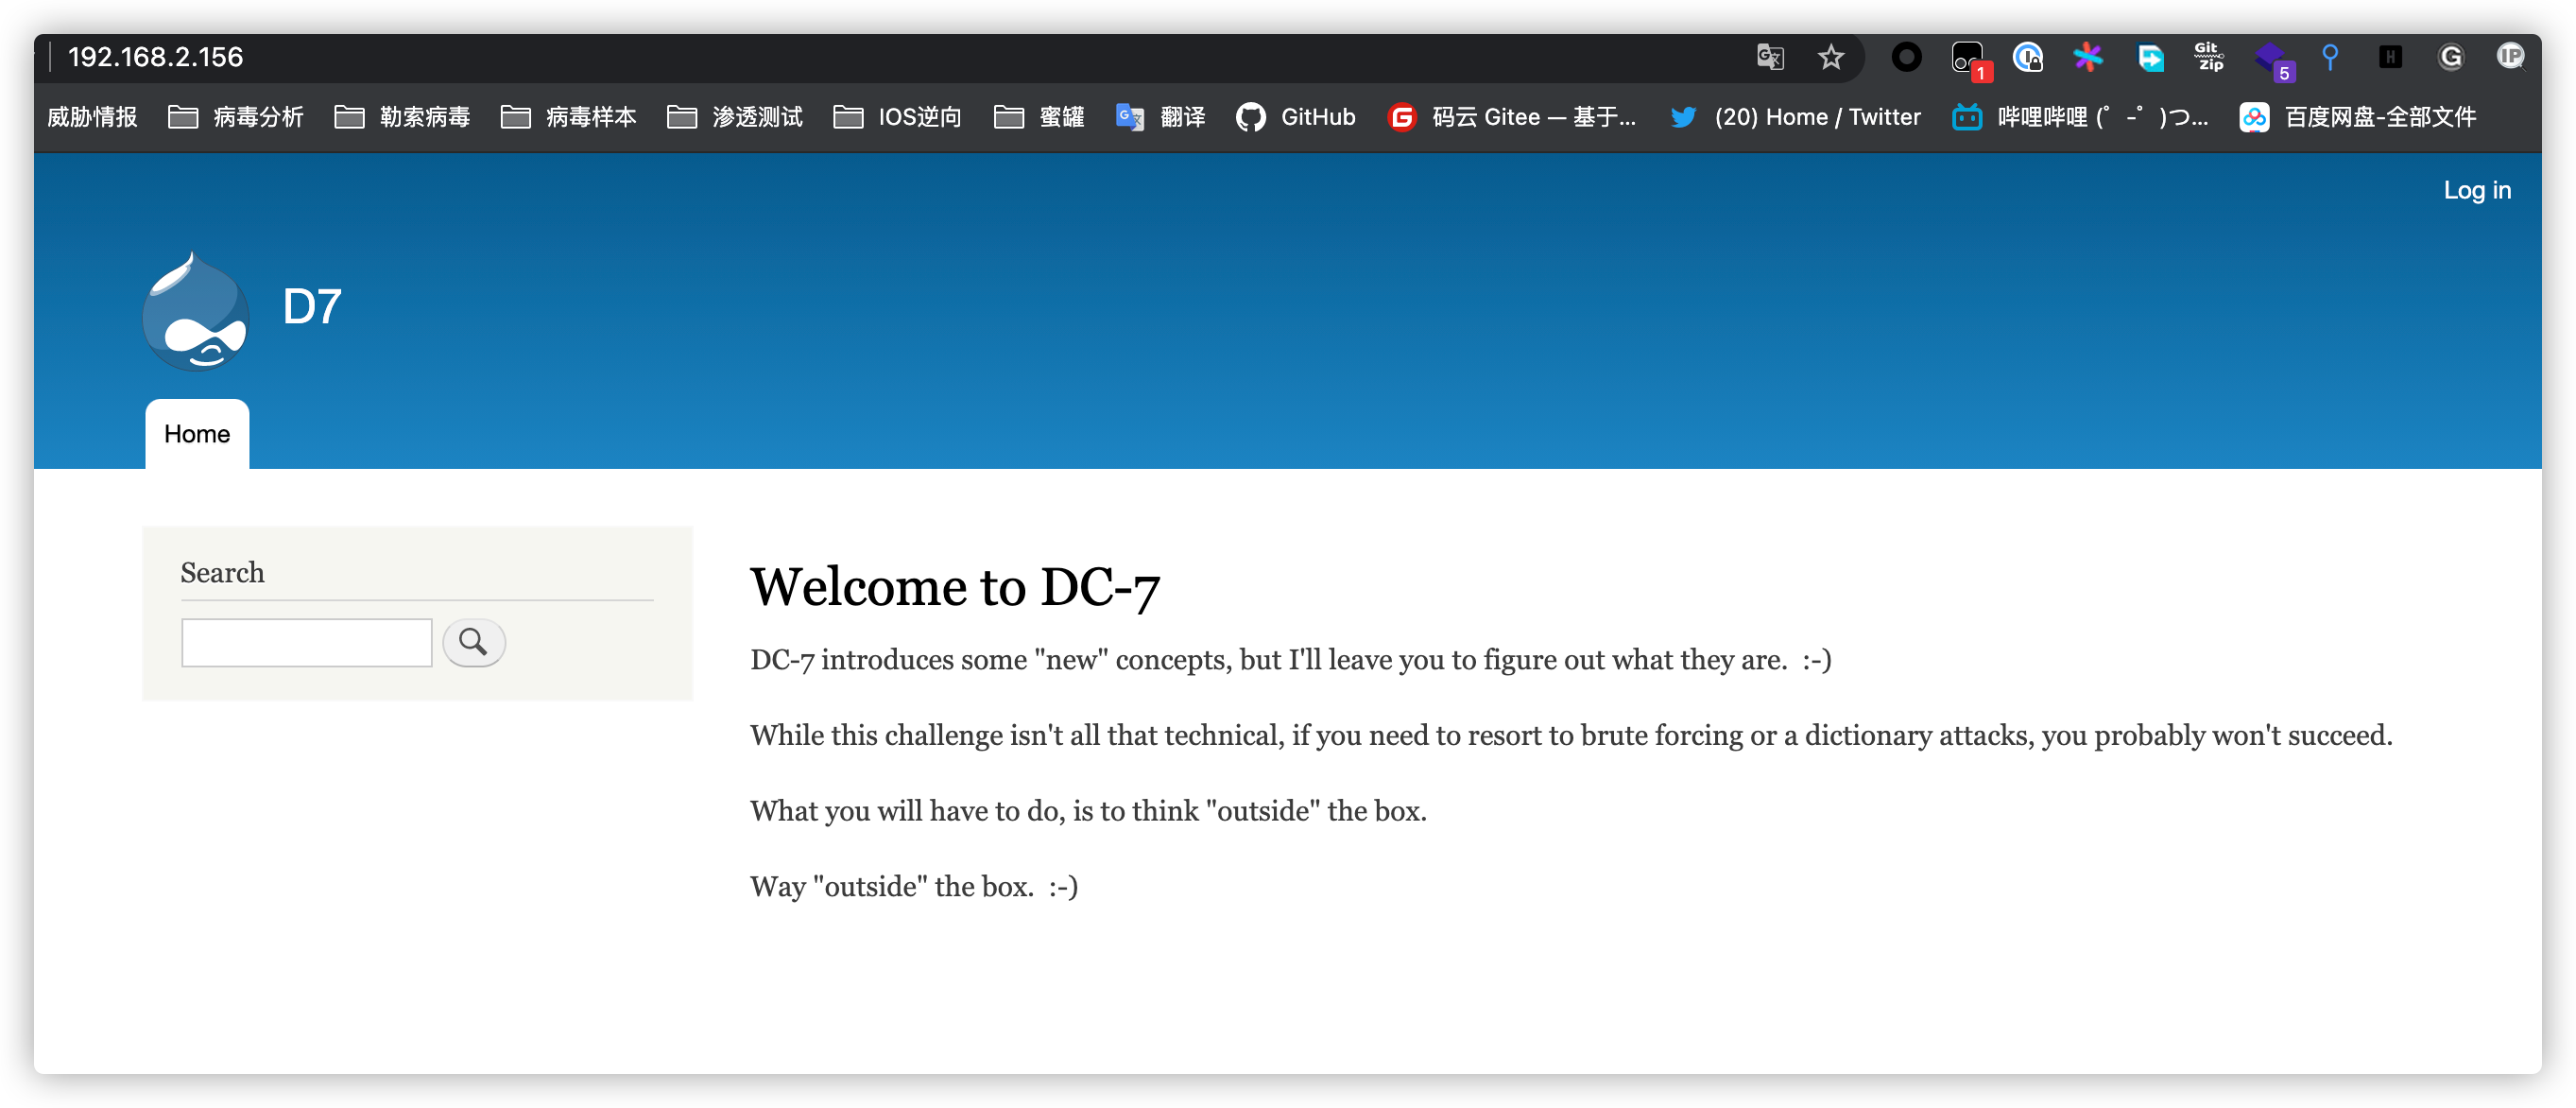 192.168.2.156
1
Git
Zip
5
H
G
IP
威胁情报 病毒分析 勒索病毒 病毒样本 渗透测试 IOS逆向 蜜罐 翻译 GitHub 码云 Gitee — 基于... (20) Home / Twitter 哔哩哔哩 (゜-゜)つ... 百度网盘-全部文件
Log in
D7
Home
Search
Welcome to DC-7
DC-7 introduces some "new" concepts, but I'll leave you to figure out what they are.  :-)
While this challenge isn't all that technical, if you need to resort to brute forcing or a dictionary attacks, you probably won't succeed.
What you will have to do, is to think "outside" the box.
Way "outside" the box.  :-)